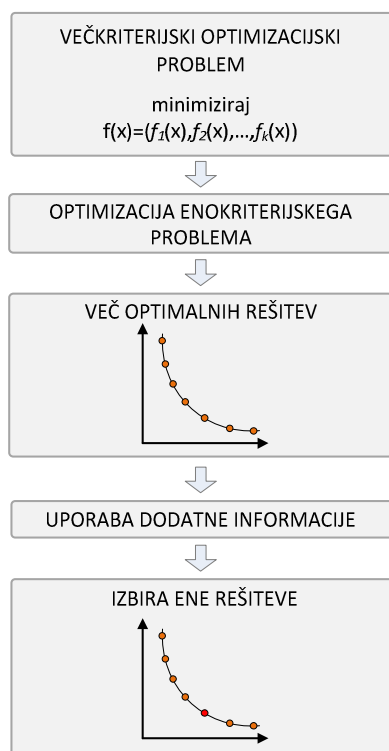 VEČKRITERIJSKI OPTIMIZACIJSKI
PROBLEM
minimiziraj
f(x)=(f₁(x),f₂(x),...,fₖ(x))
OPTIMIZACIJA ENOKRITERIJSKEGA
PROBLEMA
VEČ OPTIMALNIH REŠITEV
UPORABA DODATNE INFORMACIJE
IZBIRA ENE REŠITEVE